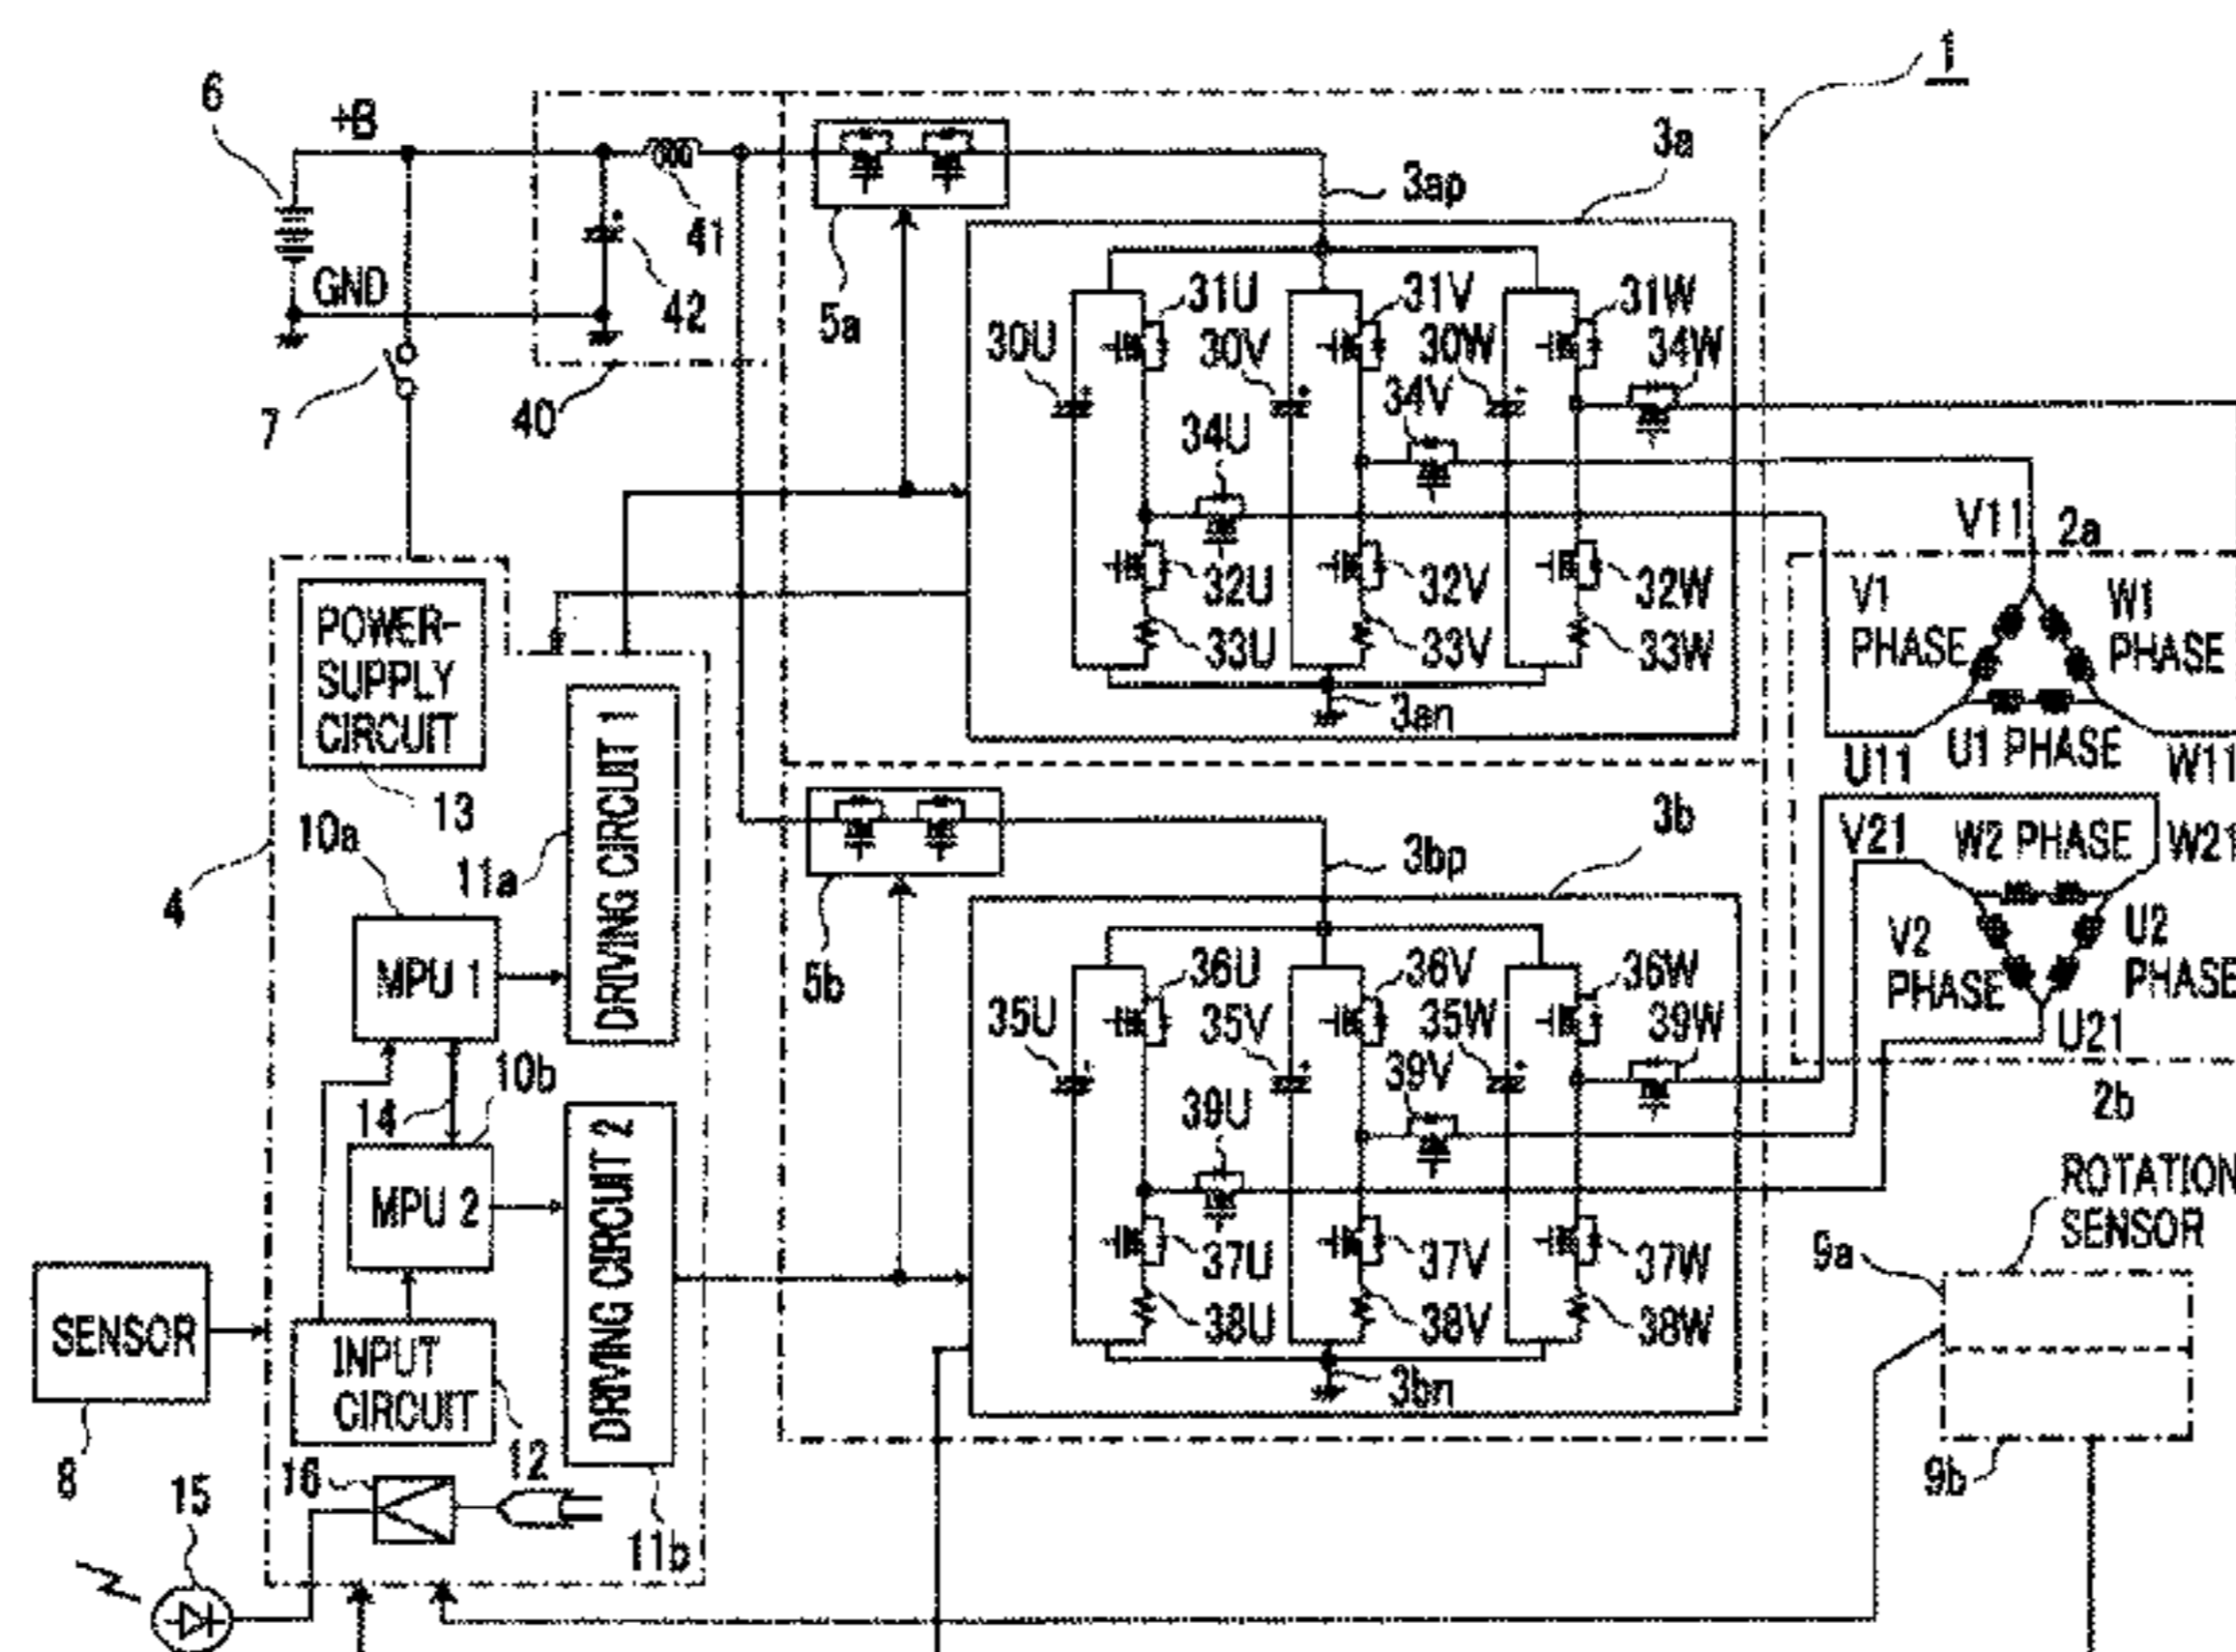 1
6
+B
3a
3ap
41
GND
42
5a
31U
31V
31W
30U
30V
30W
34W
7
40
34V
34U
V11
2a
32U
32V
32W
V1
PHASE
W1
PHASE
POWER-
SUPPLY
CIRCUIT
33U
33V
33W
3an
U1 PHASE
U11
W11
13
DRIVING CIRCUIT 1
10a
11a
3b
3bp
V21
W2 PHASE
W21
4
MPU 1
5b
36U
36V
36W
35U
35V
35W
39W
V2
PHASE
U2
PHASE
U21
10b
14
39V
39U
2b
MPU 2
DRIVING CIRCUIT 2
ROTATION
SENSOR
9a
37U
37V
37W
SENSOR
INPUT
CIRCUIT
38U
38V
38W
3bn
8
12
16
15
9b
11b